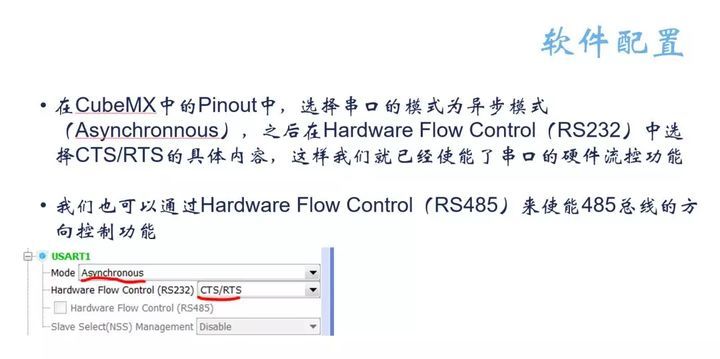 软件配置
• 在CubeMX中的Pinout中，选择串口的模式为异步模式
（Asynchronnous），之后在Hardware Flow Control（RS232）中选
择CTS/RTS的具体内容，这样我们就已经使能了串口的硬件流控功能
• 我们也可以通过Hardware Flow Control（RS485）来使能485总线的方
向控制功能
USART1
Mode Asynchronous
Hardware Flow Control (RS232) CTS/RTS
Hardware Flow Control (RS485)
Slave Select(NSS) Management Disable